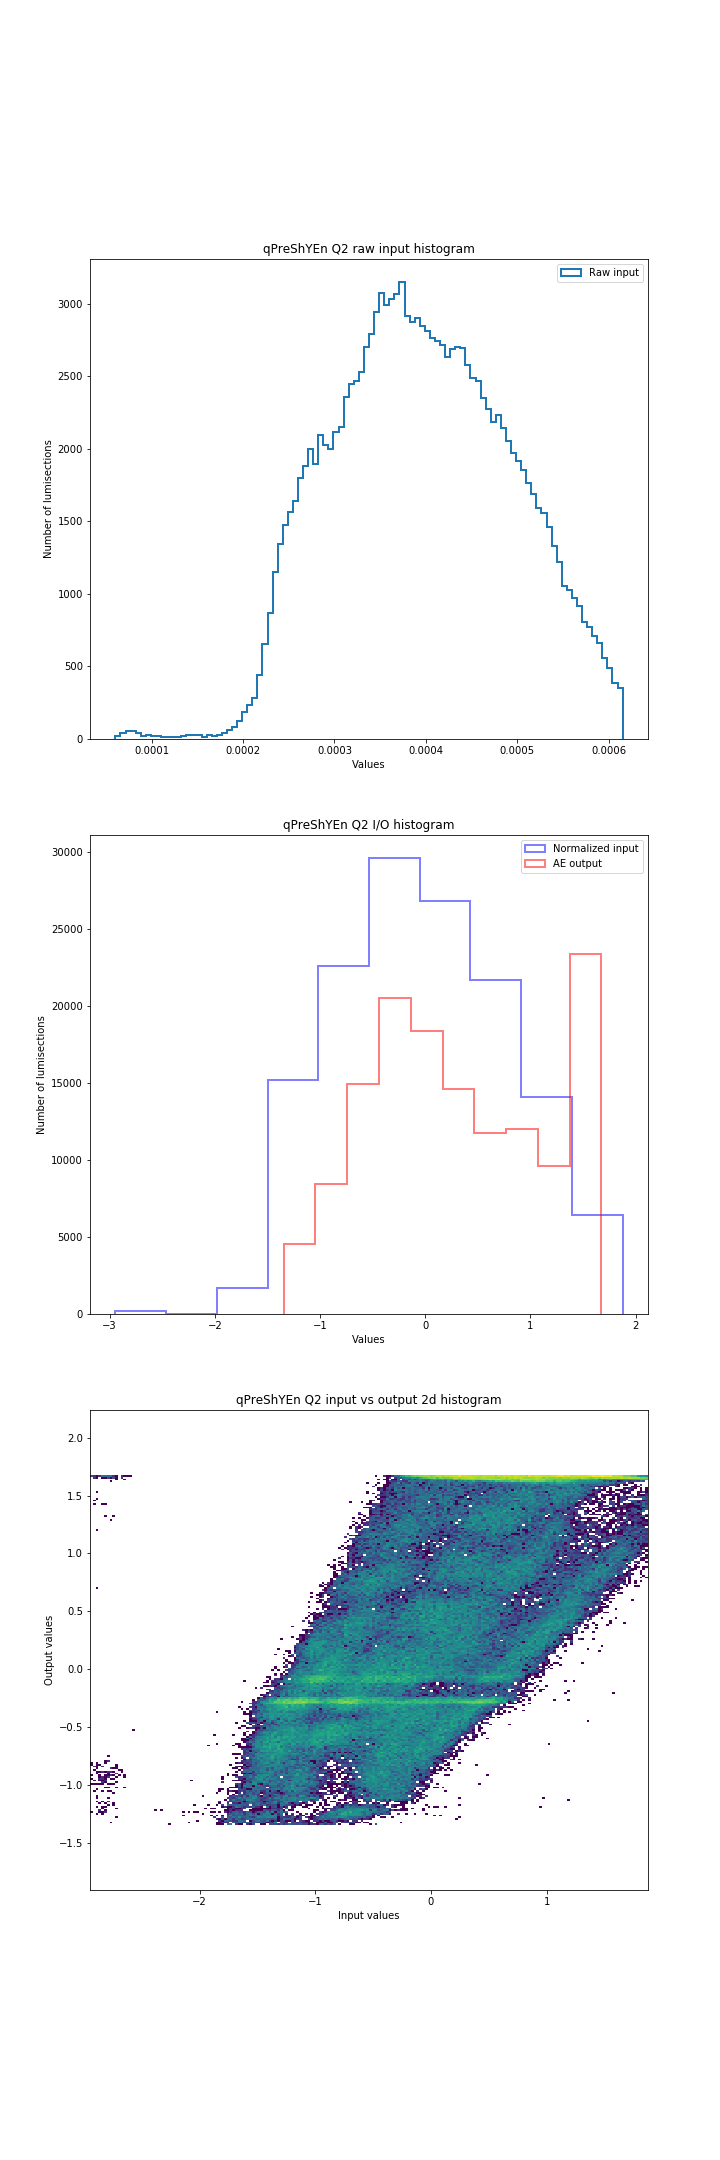 qPreShYEn Q2 raw input histogram
Raw input
3000
2500
2000
1500
1000
500
0
Number of lumisections
0.0001 0.0002 0.0003 0.0004 0.0005 0.0006
Values
qPreShYEn Q2 I/O histogram
Normalized input
AE output
30000
25000
20000
15000
10000
5000
0
Number of lumisections
−3 −2 −1 0 1 2
Values
qPreShYEn Q2 input vs output 2d histogram
2.0
1.5
1.0
0.5
0.0
−0.5
−1.0
−1.5
Output values
−2 −1 0 1
Input values